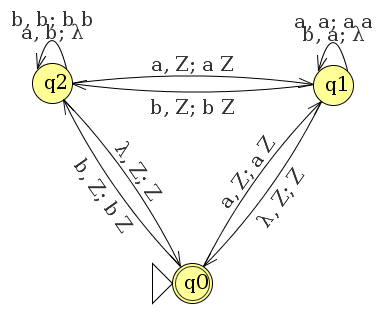 b, b; b b
a, b; λ
a, a; a a
b, a; λ
q2
a, Z; a Z
q1
b, Z; b Z
λ, Z; Z
a, Z; a Z
b, Z; b Z
λ, Z; Z
q0